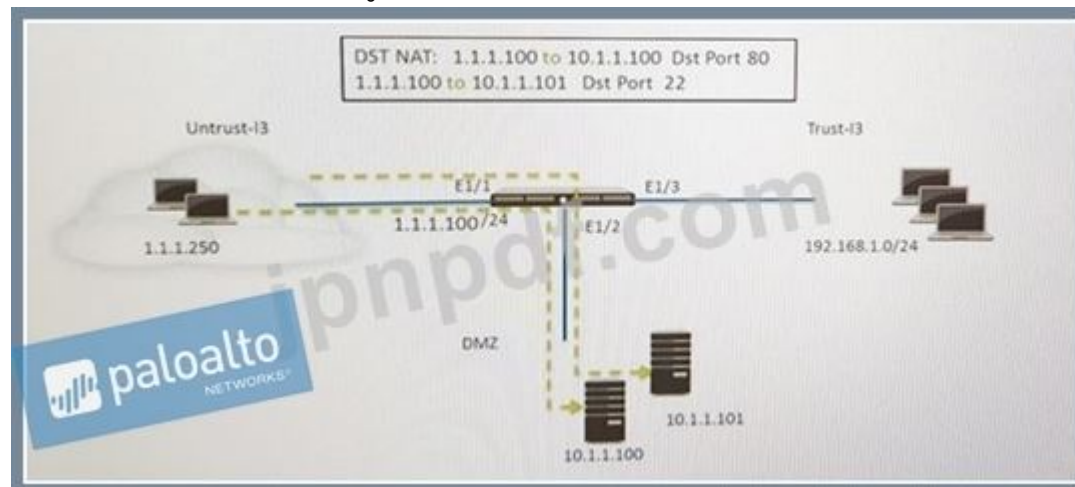 DST NAT: 1.1.1.100 to 10.1.1.100 Dst Port 80
1.1.1.100 to 10.1.1.101 Dst Port 22
Untrust-l3
Trust-l3
E1/1
E1/3
1.1.1.100/24
E1/2
1.1.1.250
192.168.1.0/24
jpnpdf.com
DMZ
paloalto
NETWORKS®
10.1.1.101
10.1.1.100